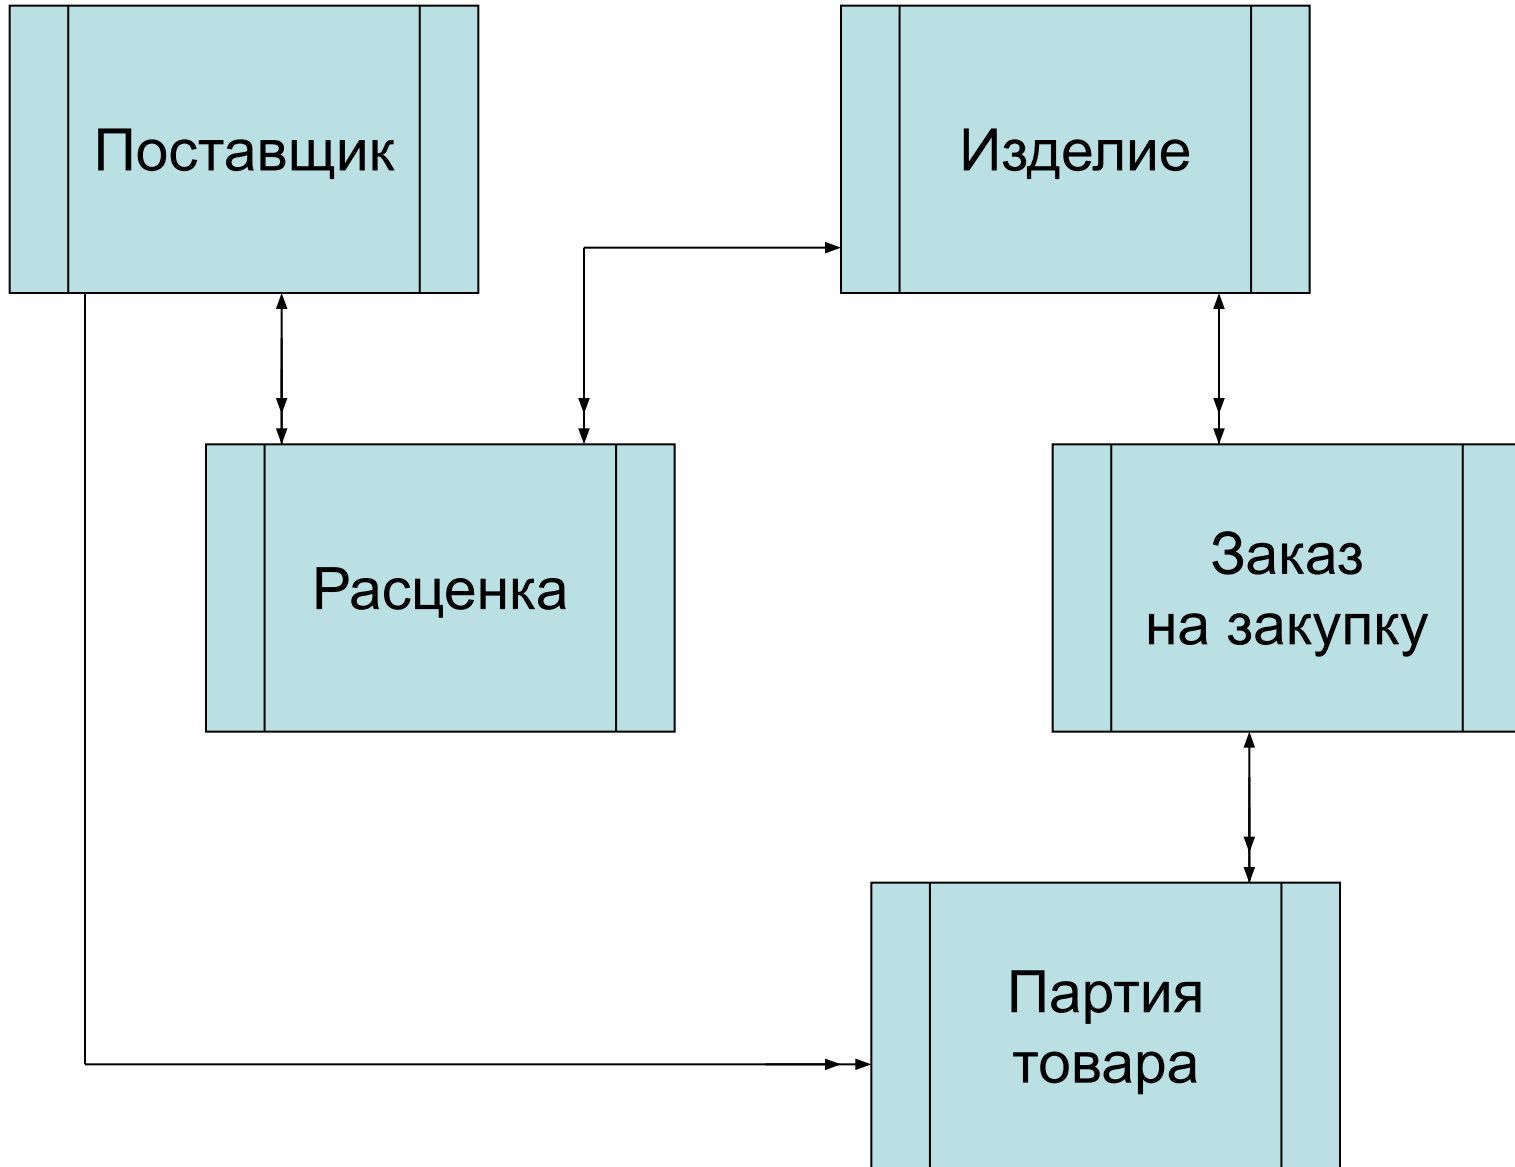 Поставщик
Изделие
Расценка
Заказ
на закупку
Партия
товара